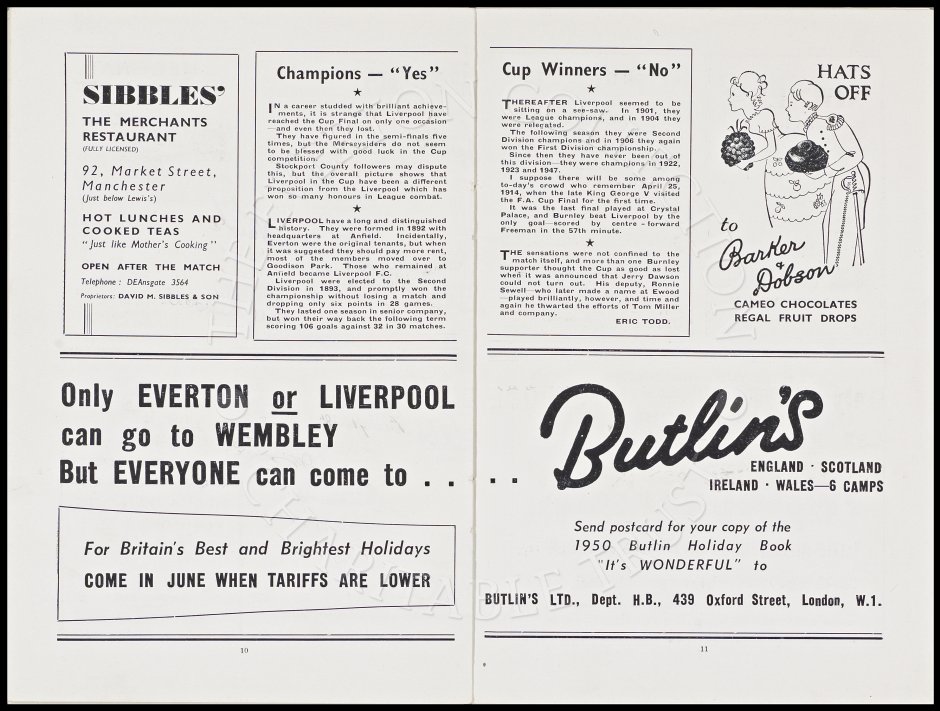 SIBBLES'
THE MERCHANTS
RESTAURANT
(FULLY LICENSED)
92, Market Street,
Manchester
(Just below Lewis's)
HOT LUNCHES AND
COOKED TEAS
"Just like Mother's Cooking"
OPEN AFTER THE MATCH
Telephone: DEAnsgate 3564
Proprietors: DAVID M. SIBBLES & SON
Champions — "Yes"
IN a career studded with brilliant achieve-
ments, it is strange that Liverpool have
reached the Cup Final on only one occasion
—and even then they lost.
They have figured in the semi-finals five
times, but the Merseysiders do not seem
to be blessed with good luck in the Cup
competition.
Stockport County followers may dispute
this, but the overall picture shows that
Liverpool in the Cup have been a different
proposition from the Liverpool which has
won so many honours in League combat.
LIVERPOOL have a long and distinguished
history. They were formed in 1892 with
headquarters at Anfield. Incidentally,
Everton were the original tenants, but when
it was suggested they should pay more rent,
most of the members moved over to
Goodison Park. Those who remained at
Anfield became Liverpool F.C.
Liverpool were elected to the Second
Division in 1893, and promptly won the
championship without losing a match and
dropping only six points in 28 games.
They lasted one season in senior company,
but won their way back the following term
scoring 106 goals against 32 in 30 matches.
Cup Winners — "No"
THEREAFTER Liverpool seemed to be
sitting on a see-saw. In 1901, they
were League champions, and in 1904 they
were relegated.
The following season they were Second
Division champions and in 1906 they again
won the First Division championship.
Since then they have never been out of
this division—they were champions in 1922,
1923 and 1947.
I suppose there will be some among
to-day's crowd who remember April 25,
1914, when the late King George V visited
the F.A. Cup Final for the first time.
It was the last final played at Crystal
Palace, and Burnley beat Liverpool by the
only goal—scored by centre-forward
Freeman in the 57th minute.
THE sensations were not confined to the
match itself, and more than one Burnley
supporter thought the Cup as good as lost
when it was announced that Jerry Dawson
could not turn out. His deputy, Ronnie
Sewell—who later made a name at Ewood
—played brilliantly, however, and time and
again he thwarted the efforts of Tom Miller
and company.
ERIC TODD.
HATS
OFF
to
Barker
&
Dobson
CAMEO CHOCOLATES
REGAL FRUIT DROPS
Only EVERTON or LIVERPOOL
can go to WEMBLEY
But EVERYONE can come to . . . .
For Britain's Best and Brightest Holidays
COME IN JUNE WHEN TARIFFS ARE LOWER
10
Butlin's
ENGLAND · SCOTLAND
IRELAND · WALES—6 CAMPS
Send postcard for your copy of the
1950 Butlin Holiday Book
"It's WONDERFUL" to
BUTLIN'S LTD., Dept. H.B., 439 Oxford Street, London, W.1.
11